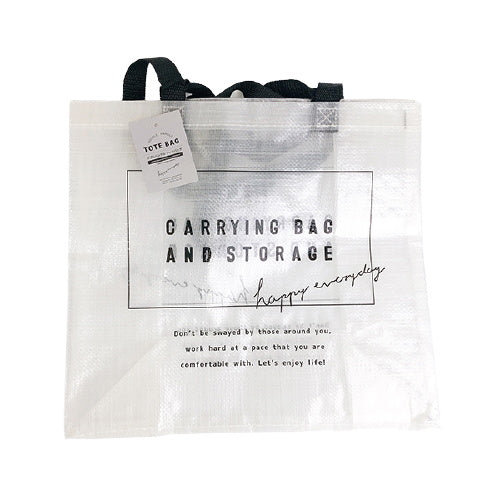 TOTE BAG
CARRYING BAG
AND STORAGE
happy everyday
Don't be swayed by those around you,
work hard at a pace that you are
comfortable with. Let's enjoy life!